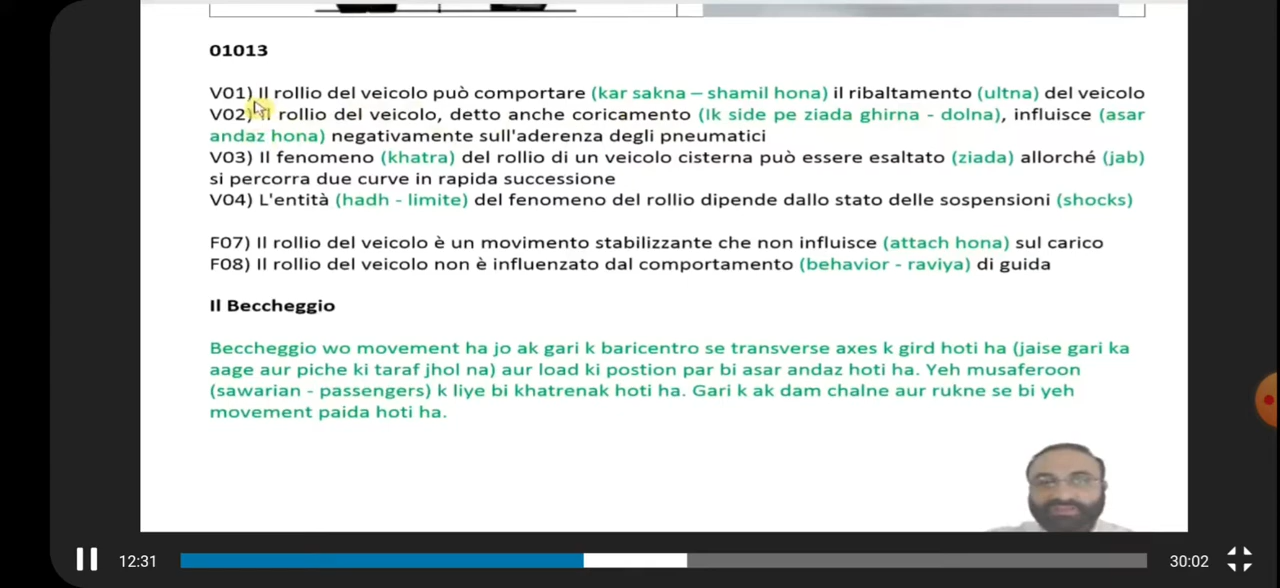 01013
V01) Il rollio del veicolo può comportare (kar sakna – shamil hona) il ribaltamento (ultna) del veicolo
V02) Il rollio del veicolo, detto anche coricamento (Ik side pe ziada ghirna - dolna), influisce (asar
andaz hona) negativamente sull'aderenza degli pneumatici
V03) Il fenomeno (khatra) del rollio di un veicolo cisterna può essere esaltato (ziada) allorché (jab)
si percorra due curve in rapida successione
V04) L'entità (hadh - limite) del fenomeno del rollio dipende dallo stato delle sospensioni (shocks)
F07) Il rollio del veicolo è un movimento stabilizzante che non influisce (attach hona) sul carico
F08) Il rollio del veicolo non è influenzato dal comportamento (behavior - raviya) di guida
Il Beccheggio
Beccheggio wo movement ha jo ak gari k baricentro se transverse axes k gird hoti ha (jaise gari ka
aage aur piche ki taraf jhol na) aur load ki postion par bi asar andaz hoti ha. Yeh musaferoon
(sawarian - passengers) k liye bi khatrenak hoti ha. Gari k ak dam chalne aur rukne se bi yeh
movement paida hoti ha.
12:31
30:02